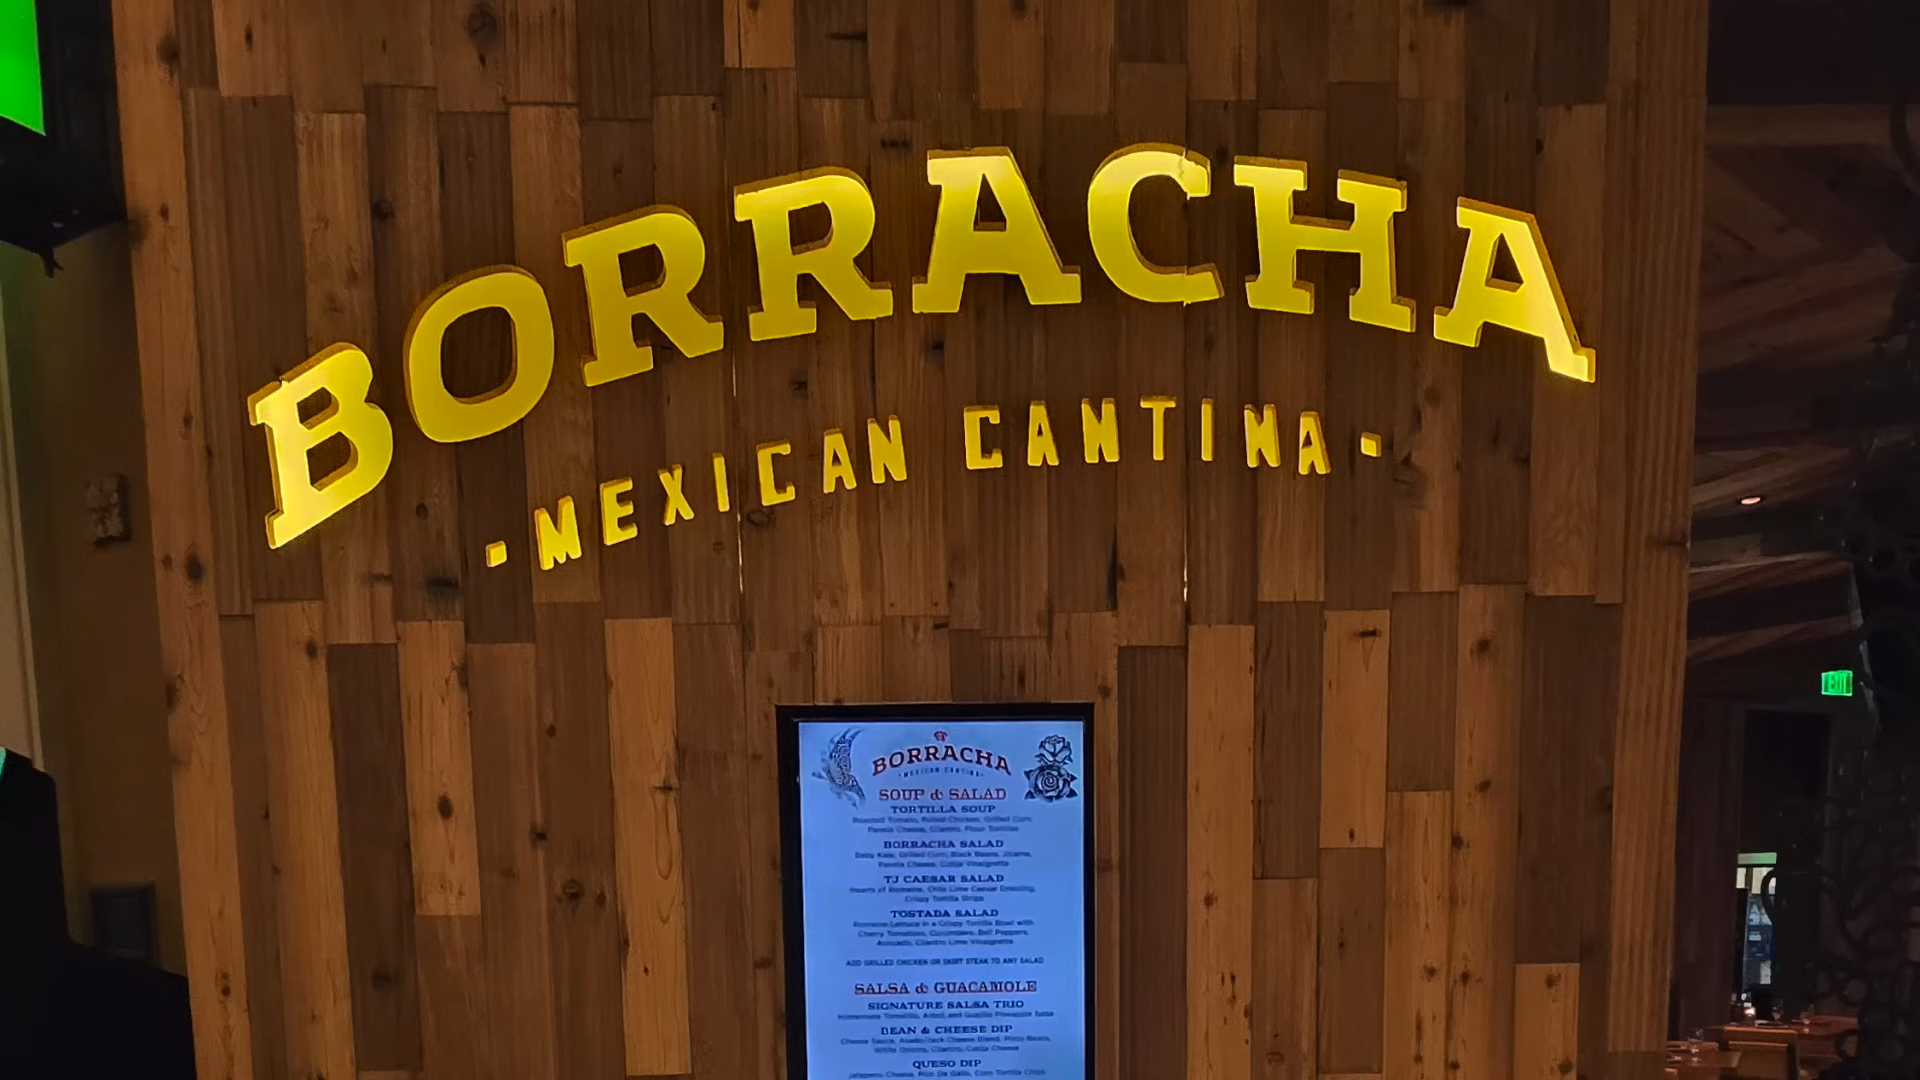 BORRACHA
· MEXICAN CANTINA ·
BORRACHA
· MEXICAN CANTINA ·
SOUP & SALAD
TORTILLA SOUP
Roasted Tomato, Pulled Chicken, Grilled Corn,
Panela Cheese, Cilantro, Flour Tortillas
BORRACHA SALAD
Baby Kale, Grilled Corn, Black Beans, Jicama,
Panela Cheese, Cotija Vinaigrette
TJ CAESAR SALAD
Hearts of Romaine, Chile Lime Caesar Dressing,
Crispy Tortilla Strips
TOSTADA SALAD
Romaine Lettuce in a Crispy Tortilla Bowl with
Cherry Tomatoes, Cucumbers, Bell Peppers,
Avocado, Cilantro Lime Vinaigrette
ADD GRILLED CHICKEN OR SKIRT STEAK TO ANY SALAD
SALSA & GUACAMOLE
SIGNATURE SALSA TRIO
Homemade Tomatillo, Arbol, and Guajillo Pineapple Salsa
BEAN & CHEESE DIP
Cheese Sauce, Asadero/Jack Cheese Blend, Pinto Beans,
White Onions, Cilantro, Cotija Cheese
QUESO DIP
Jalapeno Cheese, Pico De Gallo, Corn Tortilla Chips
EXIT